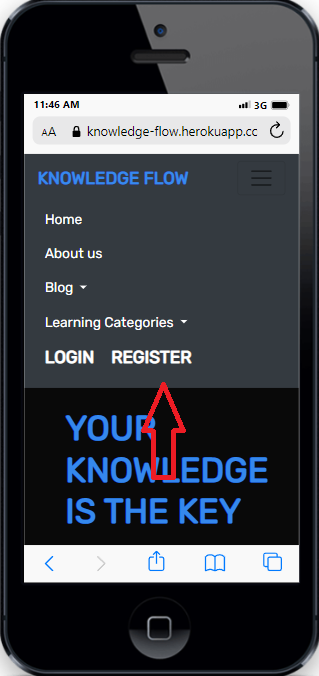 11:46 AM 3G
AA knowledge-flow.herokuapp.cc
KNOWLEDGE FLOW
Home
About us
Blog
Learning Categories
LOGIN REGISTER
YOUR
KNOWLEDGE
IS THE KEY